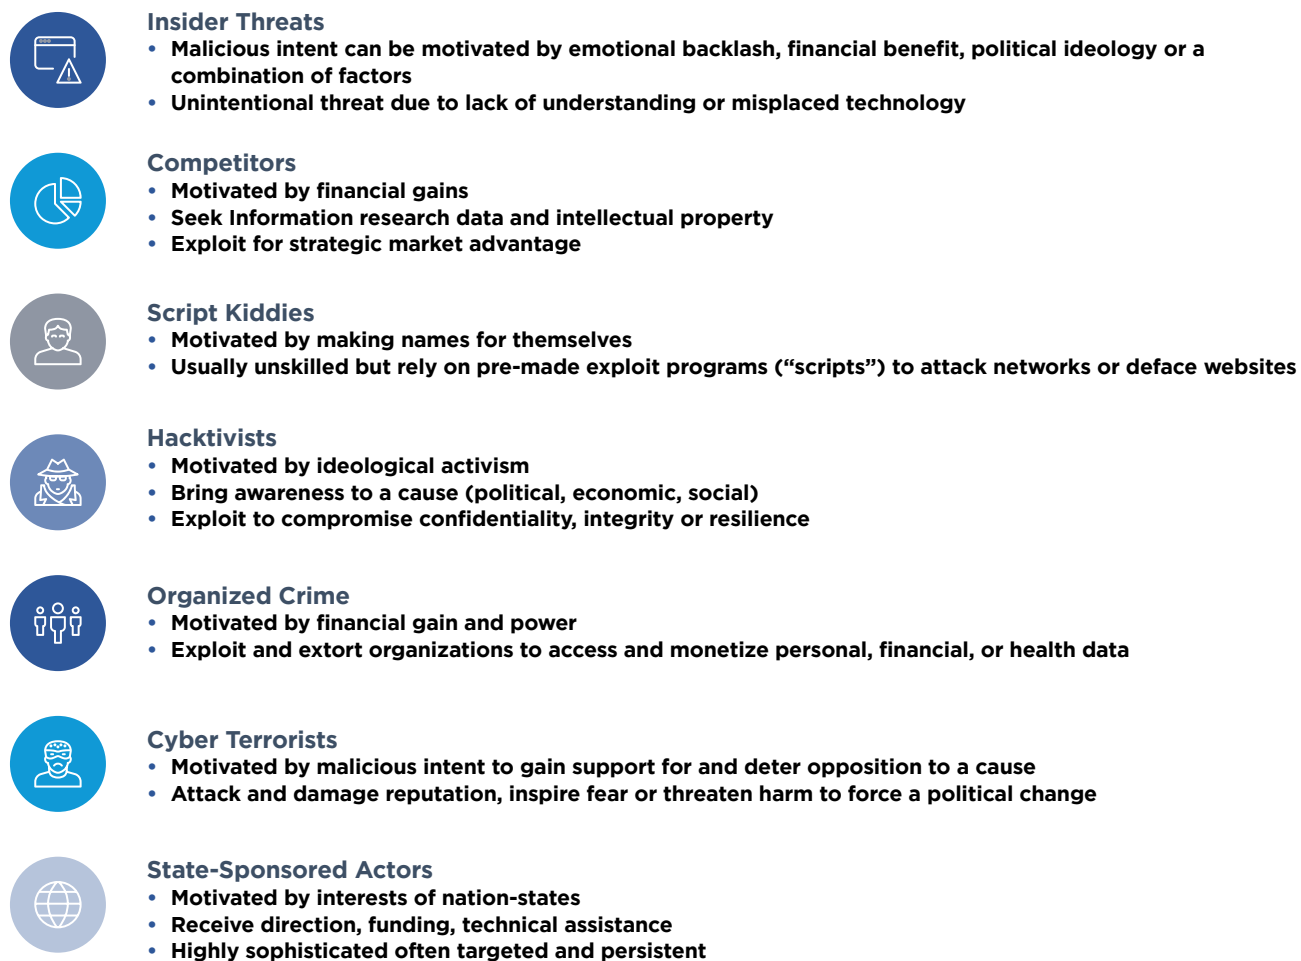 Insider Threats
• Malicious intent can be motivated by emotional backlash, financial benefit, political ideology or a
combination of factors
• Unintentional threat due to lack of understanding or misplaced technology
Competitors
• Motivated by financial gains
• Seek Information research data and intellectual property
• Exploit for strategic market advantage
Script Kiddies
• Motivated by making names for themselves
• Usually unskilled but rely on pre-made exploit programs (“scripts”) to attack networks or deface websites
Hacktivists
• Motivated by ideological activism
• Bring awareness to a cause (political, economic, social)
• Exploit to compromise confidentiality, integrity or resilience
Organized Crime
• Motivated by financial gain and power
• Exploit and extort organizations to access and monetize personal, financial, or health data
Cyber Terrorists
• Motivated by malicious intent to gain support for and deter opposition to a cause
• Attack and damage reputation, inspire fear or threaten harm to force a political change
State-Sponsored Actors
• Motivated by interests of nation-states
• Receive direction, funding, technical assistance
• Highly sophisticated often targeted and persistent